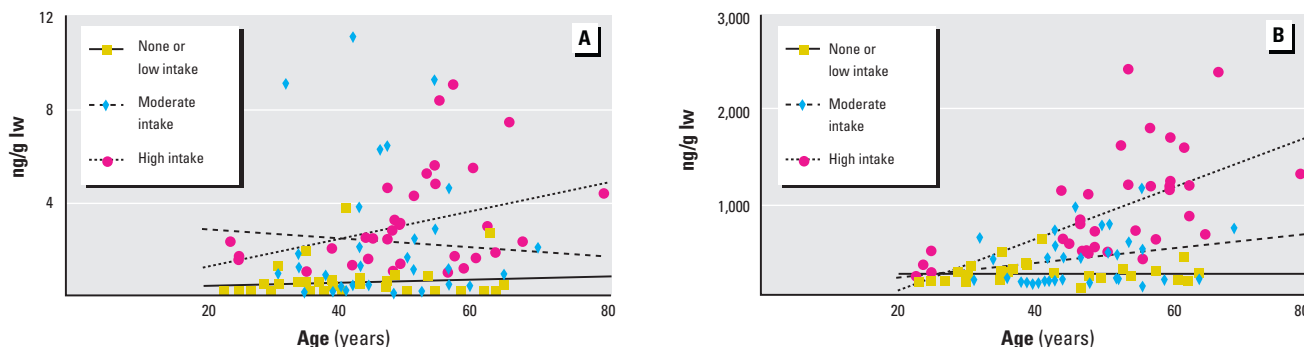 12
8
4
ng/g lw
None or
low intake
Moderate
intake
High intake
A
20 40 60 80
Age (years)
3,000
2,000
1,000
ng/g lw
None or
low intake
Moderate
intake
High intake
B
20 40 60 80
Age (years)